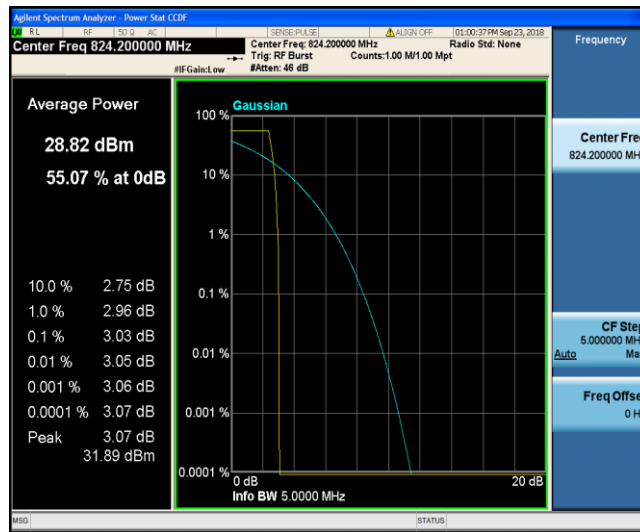 Agilent Spectrum Analyzer - Power Stat CCDF
RL RF 50 Ω AC SENSE:PULSE ALIGN OFF 01:00:37 PM Sep 23, 2018
Center Freq 824.200000 MHz
Center Freq: 824.200000 MHz Radio Std: None
Trig: RF Burst Counts:1.00 M/1.00 Mpt
#IFGain:Low #Atten: 46 dB
Frequency
Average Power
28.82 dBm
55.07 % at 0dB
10.0 % 2.75 dB
1.0 % 2.96 dB
0.1 % 3.03 dB
0.01 % 3.05 dB
0.001 % 3.06 dB
0.0001 % 3.07 dB
Peak 3.07 dB
31.89 dBm
Gaussian
100 %
10 %
1 %
0.1 %
0.01 %
0.001 %
0.0001 %
0 dB 20 dB
Info BW 5.0000 MHz
Center Fre
824.200000 MH
CF Step
5.000000 MH
Auto Ma
Freq Offse
0 H
MSG STATUS